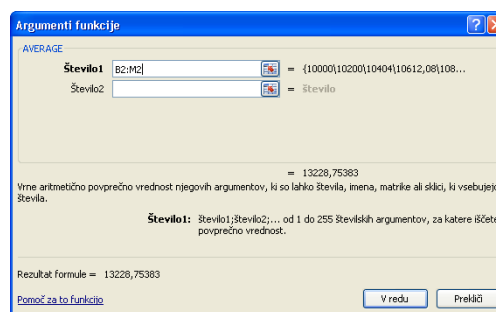 Argumenti funkcije
AVERAGE
Število1 B2:M2 = {10000\10200\10404\10612,08\108...
Število2 = število
= 13228,75383
Vrne aritmetično povprečno vrednost njegovih argumentov, ki so lahko števila, imena, matrike ali sklici, ki vsebujejo
števila.
Število1: število1;število2;... od 1 do 255 številskih argumentov, za katere iščete
povprečno vrednost.
Rezultat formule = 13228,75383
Pomoč za to funkcijo V redu Prekliči